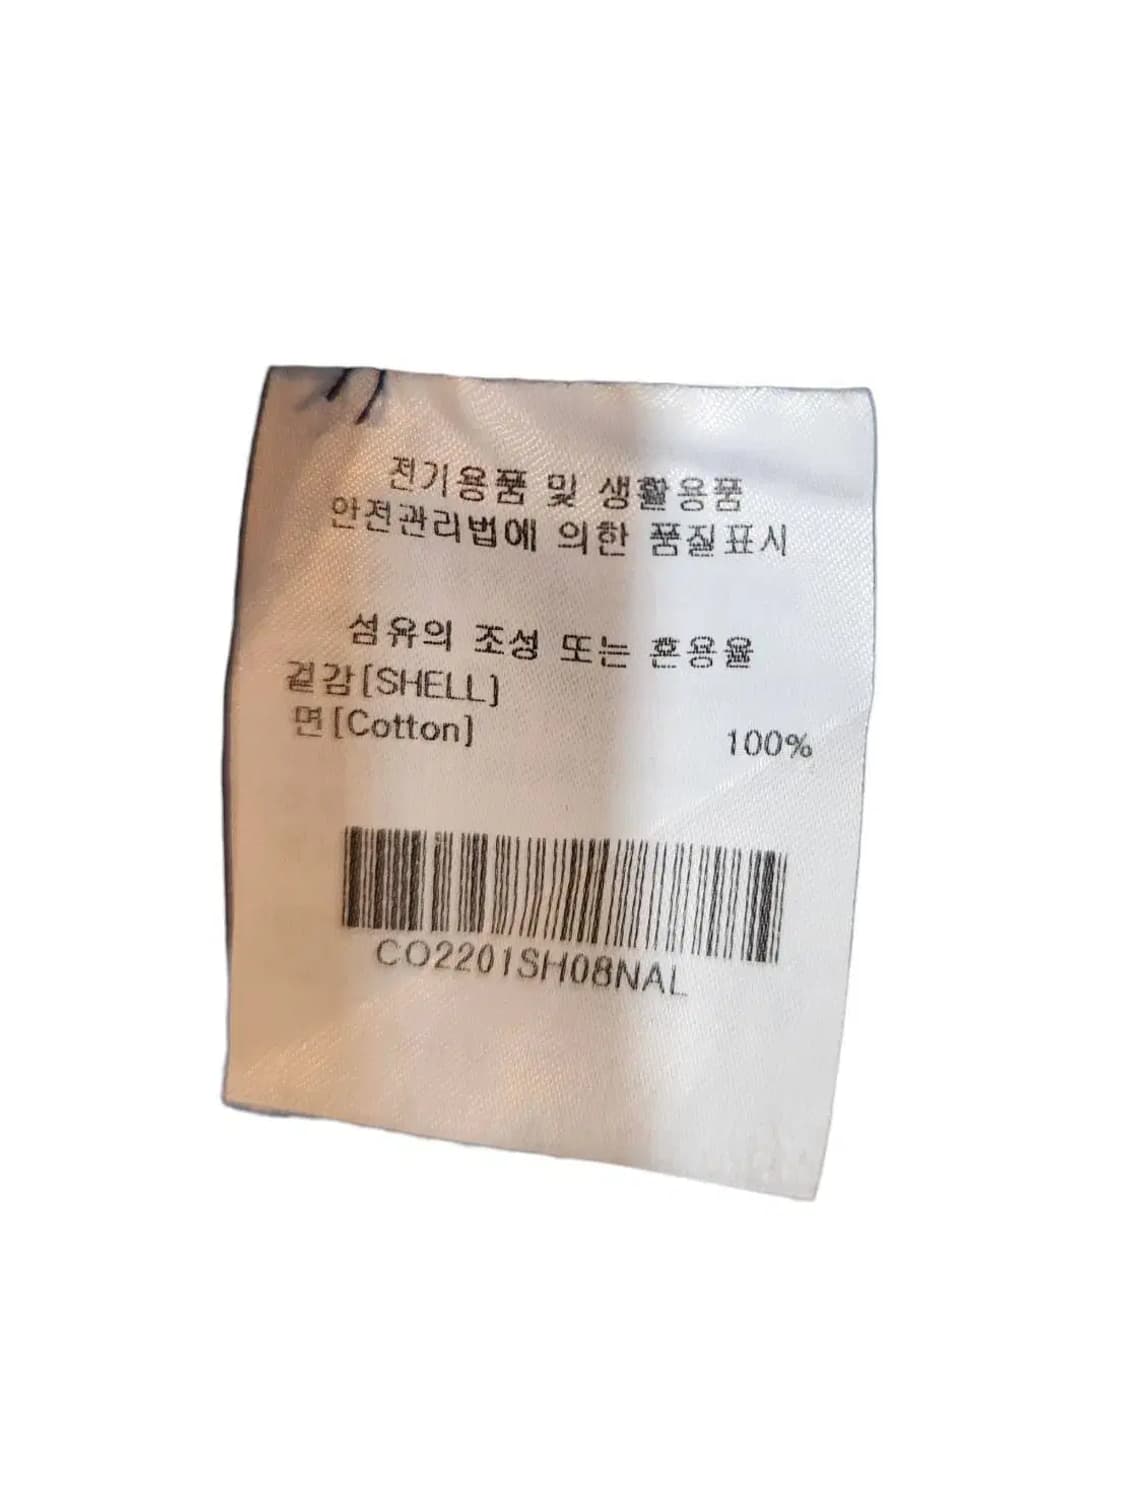 전기용품 및 생활용품
안전관리법에 의한 품질표시
섬유의 조성 또는 혼용율
겉감[SHELL]
면[Cotton] 100%
CO2201SH08NAL